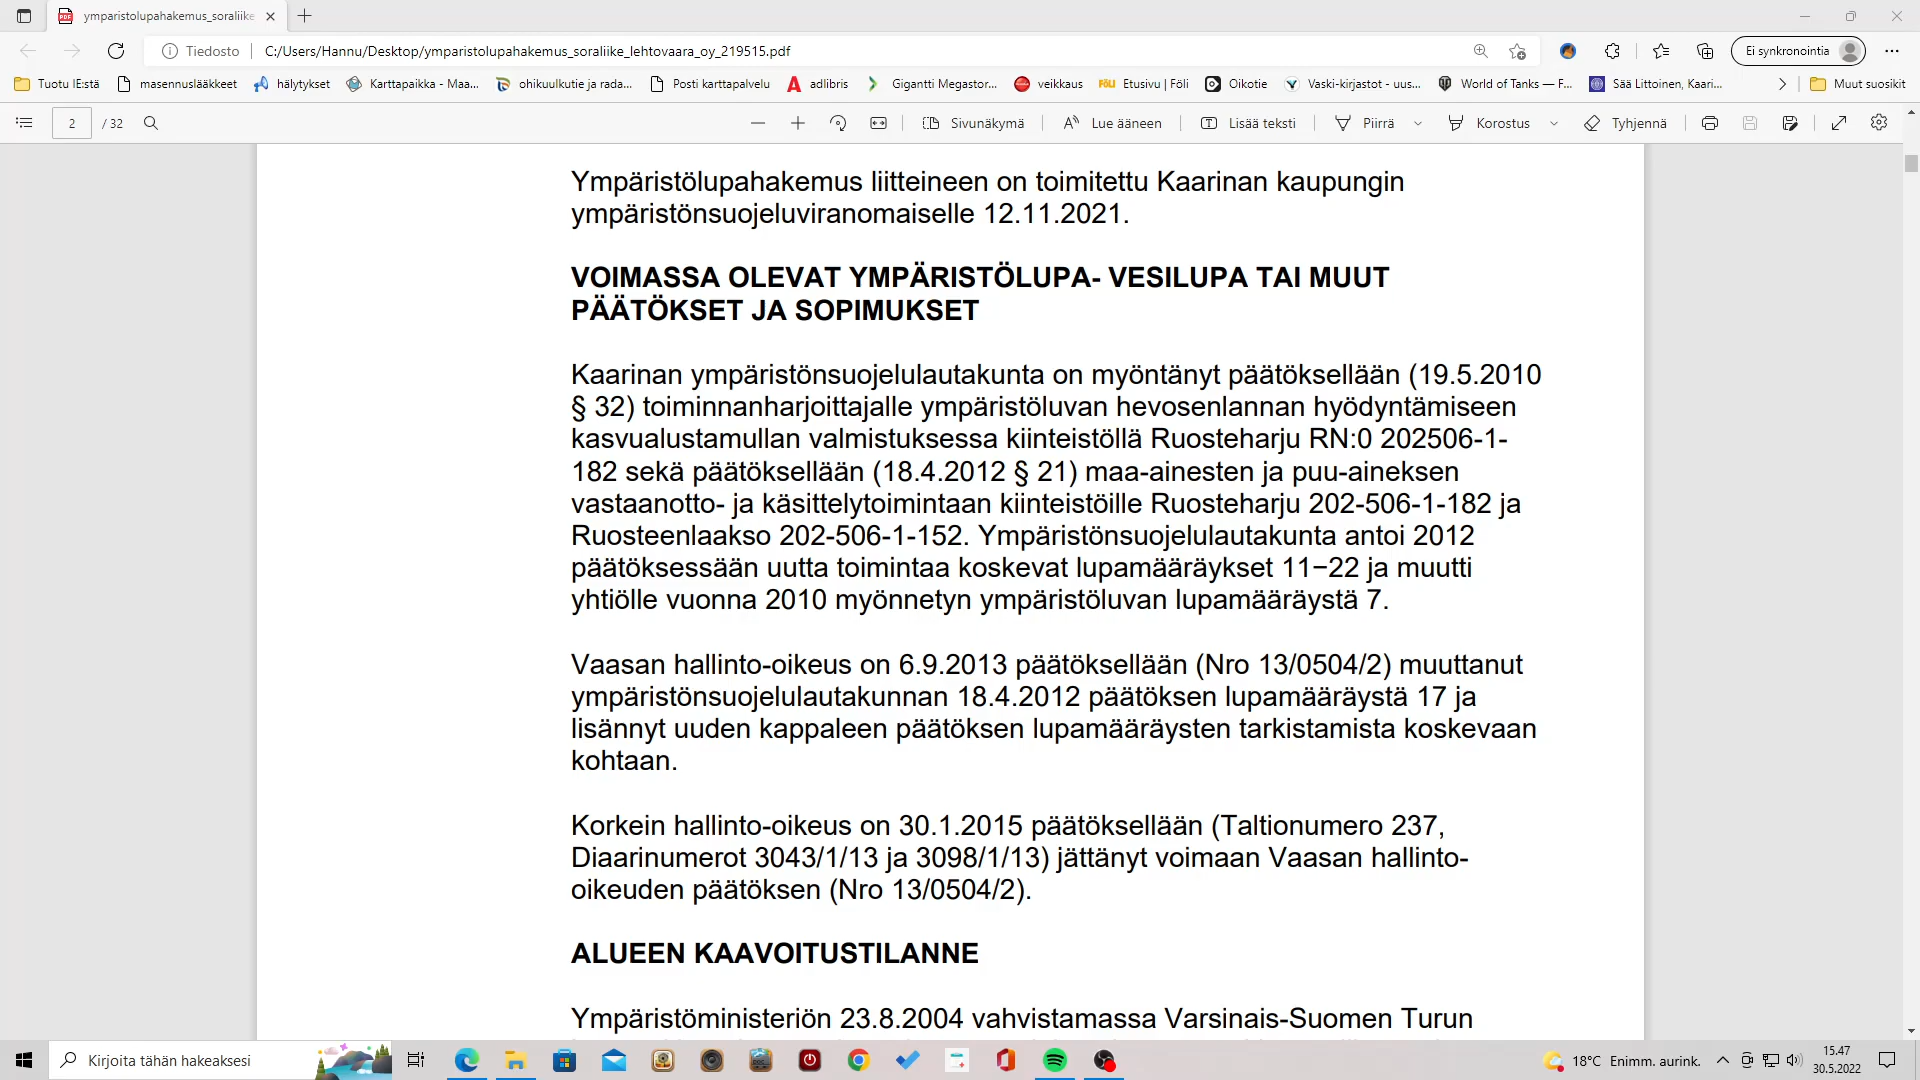 ymparistolupahakemus_soraliike
Tiedosto
C:/Users/Hannu/Desktop/ymparistolupahakemus_soraliike_lehtovaara_oy_219515.pdf
Ei synkronointia
Tuotu IE:stä
masennuslääkkeet
hälytykset
Karttapaikka - Maa...
ohikuulkutie ja rada...
Posti karttapalvelu
adlibris
Gigantti Megastor...
veikkaus
FÖLI
Etusivu | Föli
Oikotie
Vaski-kirjastot - uus...
World of Tanks — F...
Sää Littoinen, Kaari...
Muut suosikit
2 / 32
Sivunäkymä
Lue ääneen
Lisää teksti
Piirrä
Korostus
Tyhjennä
Ympäristölupahakemus liitteineen on toimitettu Kaarinan kaupungin
ympäristönsuojeluviranomaiselle 12.11.2021.
VOIMASSA OLEVAT YMPÄRISTÖLUPA- VESILUPA TAI MUUT
PÄÄTÖKSET JA SOPIMUKSET
Kaarinan ympäristönsuojelulautakunta on myöntänyt päätöksellään (19.5.2010
§ 32) toiminnanharjoittajalle ympäristöluvan hevosenlannan hyödyntämiseen
kasvualustamullan valmistuksessa kiinteistöllä Ruosteharju RN:0 202506-1-
182 sekä päätöksellään (18.4.2012 § 21) maa-ainesten ja puu-aineksen
vastaanotto- ja käsittelytoimintaan kiinteistöille Ruosteharju 202-506-1-182 ja
Ruosteenlaakso 202-506-1-152. Ympäristönsuojelulautakunta antoi 2012
päätöksessään uutta toimintaa koskevat lupamääräykset 11−22 ja muutti
yhtiölle vuonna 2010 myönnetyn ympäristöluvan lupamääräystä 7.
Vaasan hallinto-oikeus on 6.9.2013 päätöksellään (Nro 13/0504/2) muuttanut
ympäristönsuojelulautakunnan 18.4.2012 päätöksen lupamääräystä 17 ja
lisännyt uuden kappaleen päätöksen lupamääräysten tarkistamista koskevaan
kohtaan.
Korkein hallinto-oikeus on 30.1.2015 päätöksellään (Taltionumero 237,
Diaarinumerot 3043/1/13 ja 3098/1/13) jättänyt voimaan Vaasan hallinto-
oikeuden päätöksen (Nro 13/0504/2).
ALUEEN KAAVOITUSTILANNE
Ympäristöministeriön 23.8.2004 vahvistamassa Varsinais-Suomen Turun
Kirjoita tähän hakeaksesi
18°C Enimm. aurink.
15.47
30.5.2022